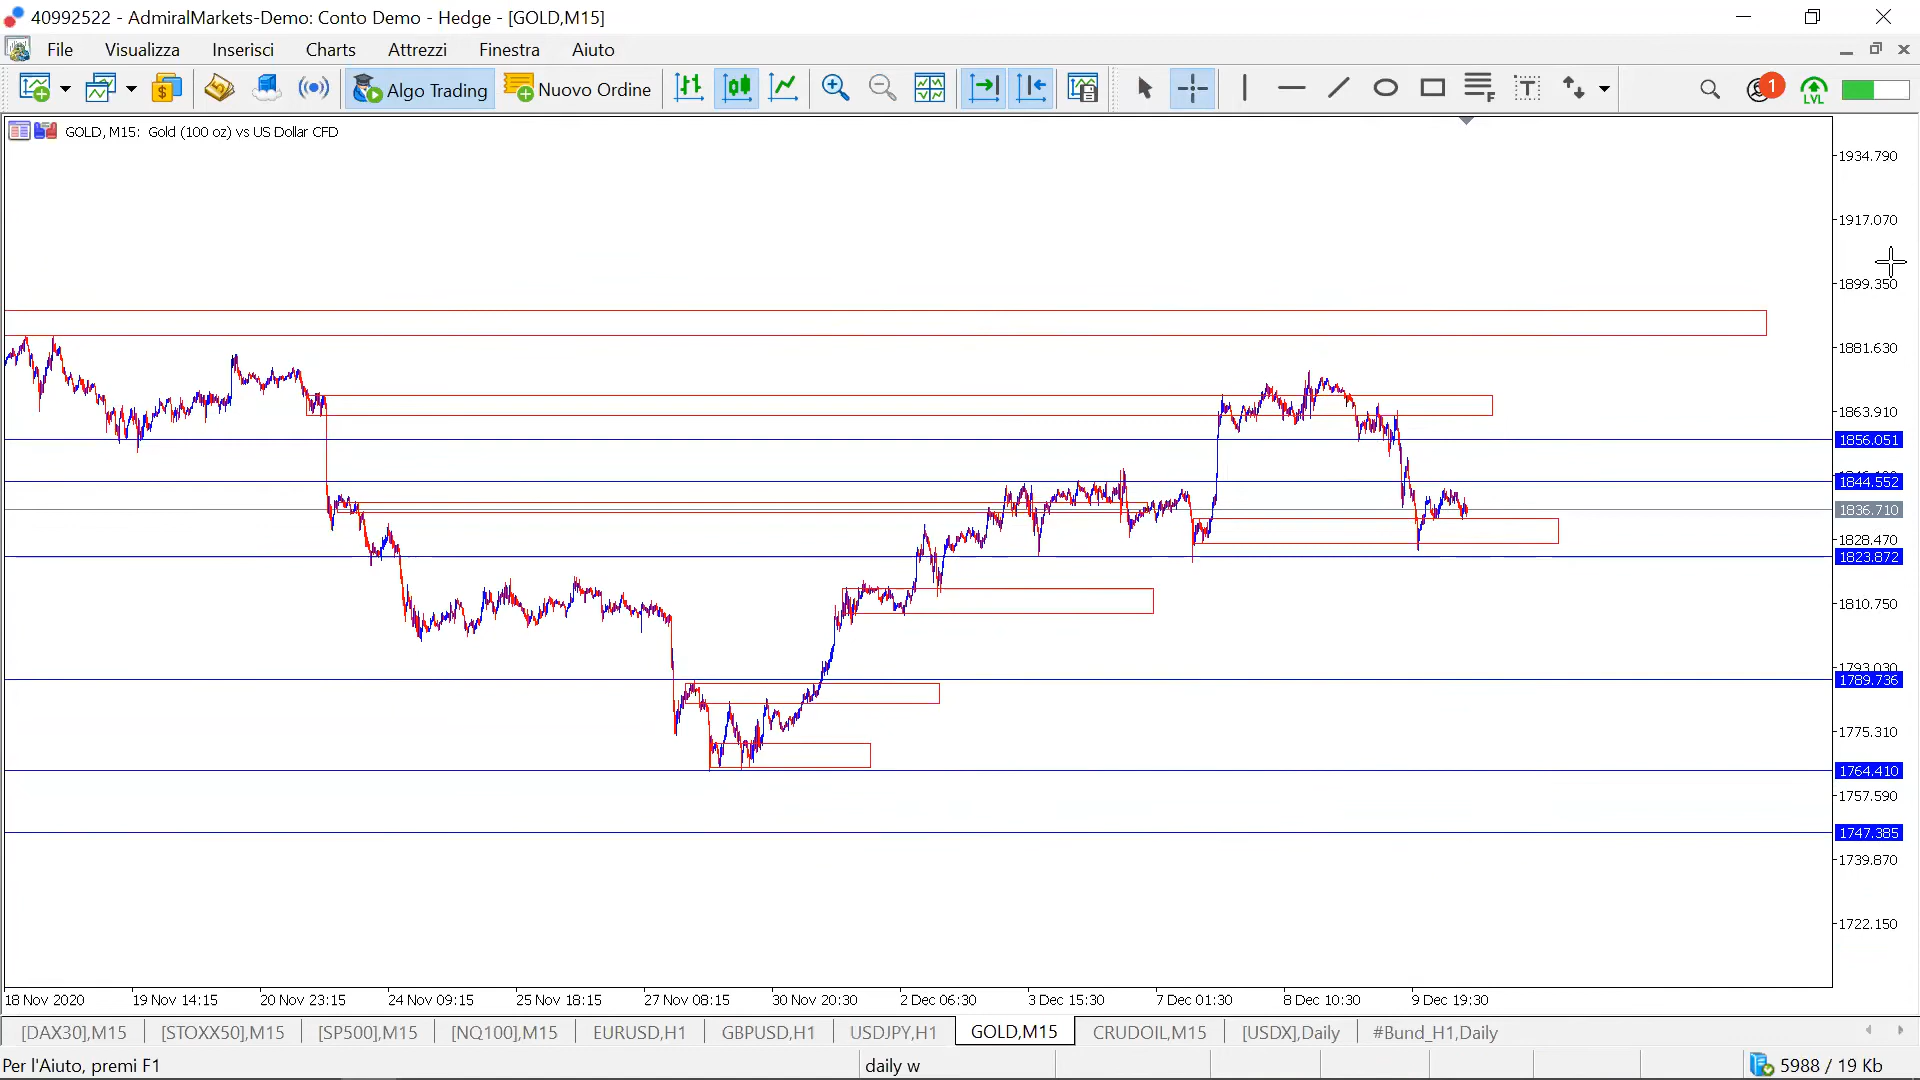 40992522 - AdmiralMarkets-Demo: Conto Demo - Hedge - [GOLD,M15]
File Visualizza Inserisci Charts Attrezzi Finestra Aiuto
Algo Trading Nuovo Ordine 1 LVL
GOLD, M15: Gold (100 oz) vs US Dollar CFD
1934.790
1917.070
1899.350
1881.630
1863.910
1856.051
1844.552
1836.710
1828.470
1823.872
1810.750
1793.030
1789.736
1775.310
1764.410
1757.590
1747.385
1739.870
1722.150
18 Nov 2020 19 Nov 14:15 20 Nov 23:15 24 Nov 09:15 25 Nov 18:15 27 Nov 08:15 30 Nov 20:30 2 Dec 06:30 3 Dec 15:30 7 Dec 01:30 8 Dec 10:30 9 Dec 19:30
[DAX30],M15 [STOXX50],M15 [SP500],M15 [NQ100],M15 EURUSD,H1 GBPUSD,H1 USDJPY,H1 GOLD,M15 CRUDOIL,M15 [USDX],Daily #Bund_H1,Daily
Per l'Aiuto, premi F1 daily w 5988 / 19 Kb